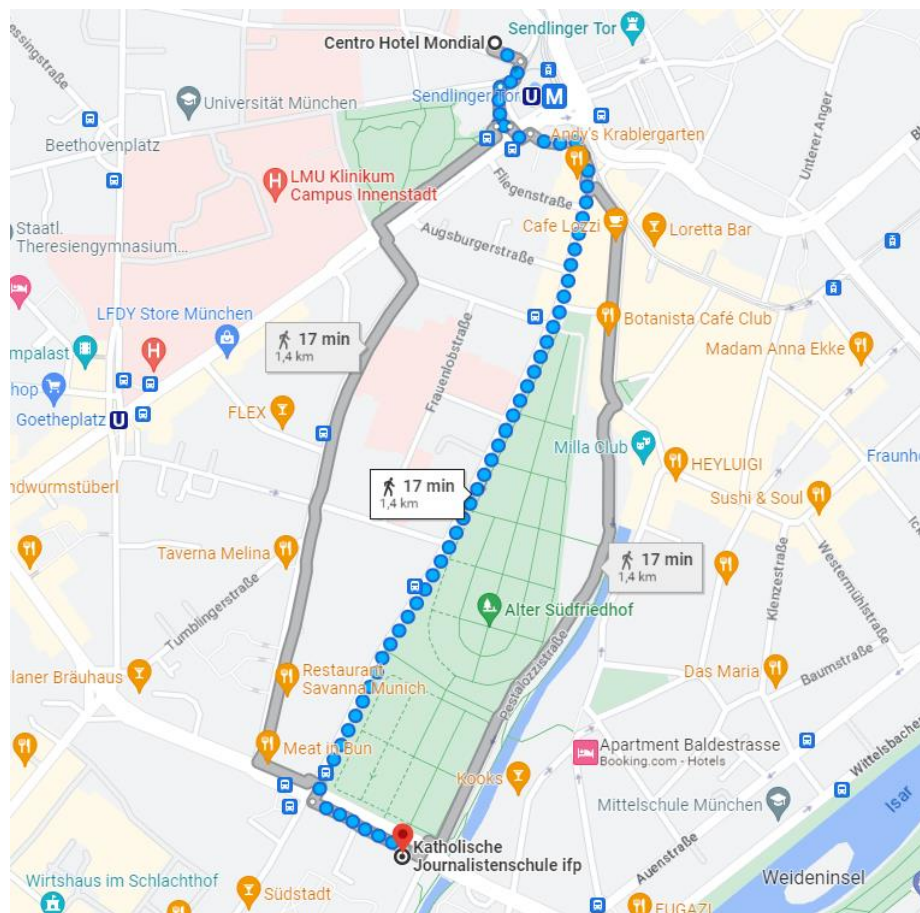 Centro Hotel Mondial
Sendlinger Tor
Sendlinger Tor
U
M
Universität München
Beethovenplatz
Unterer Anger
Andy's Krablergarten
LMU Klinikum
Campus Innenstadt
Fliegenstraße
Staatl.
Theresiengymnasium...
Cafe Lozzi
Loretta Bar
Augsburgerstraße
LFDY Store München
Botanista Café Club
17 min
1,4 km
Madam Anna Ekke
Frauenlobstraße
Goetheplatz
U
FLEX
Milla Club
HEYLUIGI
17 min
1,4 km
Sushi & Soul
Taverna Melina
17 min
1,4 km
Klenzestraße
Westermühlstraße
Alter Südfriedhof
Tumblingerstraße
Restaurant
Savanna Munich
Das Maria
Baumstraße
Pestalozzistraße
Meat in Bun
Apartment Baldestrasse
Booking.com - Hotels
Kooks
Mittelschule München
Isar
Katholische
Journalistenschule ifp
Auenstraße
Weideninsel
Wirtshaus im Schlachthof
Südstadt
FUGAZI